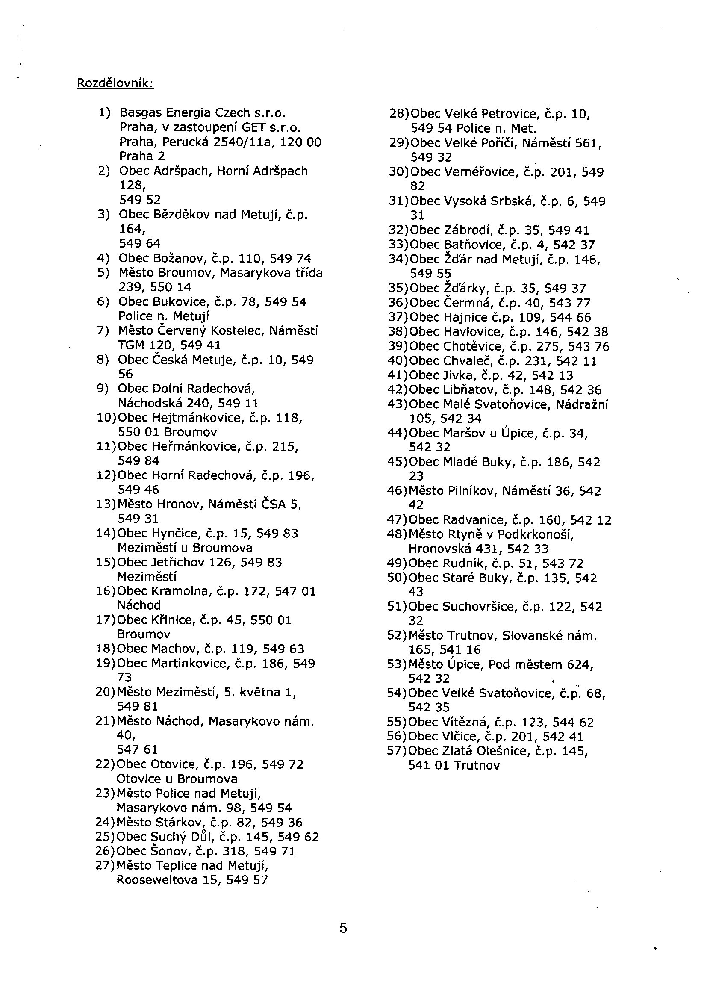 Rozdělovník:
1) Basgas Energia Czech s.r.o.
Praha, v zastoupení GET s.r.o.
Praha, Perucká 2540/11a, 120 00
Praha 2
2) Obec Adršpach, Horní Adršpach
128,
549 52
3) Obec Bězděkov nad Metují, č.p.
164,
549 64
4) Obec Božanov, č.p. 110, 549 74
5) Město Broumov, Masarykova třída
239, 550 14
6) Obec Bukovice, č.p. 78, 549 54
Police n. Metují
7) Město Červený Kostelec, Náměstí
TGM 120, 549 41
8) Obec Česká Metuje, č.p. 10, 549
56
9) Obec Dolní Radechová,
Náchodská 240, 549 11
10)Obec Hejtmánkovice, č.p. 118,
550 01 Broumov
11)Obec Heřmánkovice, č.p. 215,
549 84
12)Obec Horní Radechová, č.p. 196,
549 46
13)Město Hronov, Náměstí ČSA 5,
549 31
14)Obec Hynčice, č.p. 15, 549 83
Meziměstí u Broumova
15)Obec Jetřichov 126, 549 83
Meziměstí
16)Obec Kramolna, č.p. 172, 547 01
Náchod
17)Obec Křinice, č.p. 45, 550 01
Broumov
18)Obec Machov, č.p. 119, 549 63
19)Obec Martínkovice, č.p. 186, 549
73
20)Město Meziměstí, 5. května 1,
549 81
21)Město Náchod, Masarykovo nám.
40,
547 61
22)Obec Otovice, č.p. 196, 549 72
Otovice u Broumova
23)Město Police nad Metují,
Masarykovo nám. 98, 549 54
24)Město Stárkov, č.p. 82, 549 36
25)Obec Suchý Důl, č.p. 145, 549 62
26)Obec Šonov, č.p. 318, 549 71
27)Město Teplice nad Metují,
Rooseweltova 15, 549 57
28)Obec Velké Petrovice, č.p. 10,
549 54 Police n. Met.
29)Obec Velké Poříčí, Náměstí 561,
549 32
30)Obec Vernéřovice, č.p. 201, 549
82
31)Obec Vysoká Srbská, č.p. 6, 549
31
32)Obec Zábrodí, č.p. 35, 549 41
33)Obec Batňovice, č.p. 4, 542 37
34)Obec Žďár nad Metují, č.p. 146,
549 55
35)Obec Žďárky, č.p. 35, 549 37
36)Obec Čermná, č.p. 40, 543 77
37)Obec Hajnice č.p. 109, 544 66
38)Obec Havlovice, č.p. 146, 542 38
39)Obec Chotěvice, č.p. 275, 543 76
40)Obec Chvaleč, č.p. 231, 542 11
41)Obec Jívka, č.p. 42, 542 13
42)Obec Libňatov, č.p. 148, 542 36
43)Obec Malé Svatoňovice, Nádražní
105, 542 34
44)Obec Maršov u Úpice, č.p. 34,
542 32
45)Obec Mladé Buky, č.p. 186, 542
23
46)Město Pilníkov, Náměstí 36, 542
42
47)Obec Radvanice, č.p. 160, 542 12
48)Město Rtyně v Podkrkonoší,
Hronovská 431, 542 33
49)Obec Rudník, č.p. 51, 543 72
50)Obec Staré Buky, č.p. 135, 542
43
51)Obec Suchovršice, č.p. 122, 542
32
52)Město Trutnov, Slovanské nám.
165, 541 16
53)Město Úpice, Pod městem 624,
542 32
54)Obec Velké Svatoňovice, č.p. 68,
542 35
55)Obec Vítězná, č.p. 123, 544 62
56)Obec Vlčice, č.p. 201, 542 41
57)Obec Zlatá Olešnice, č.p. 145,
541 01 Trutnov
5